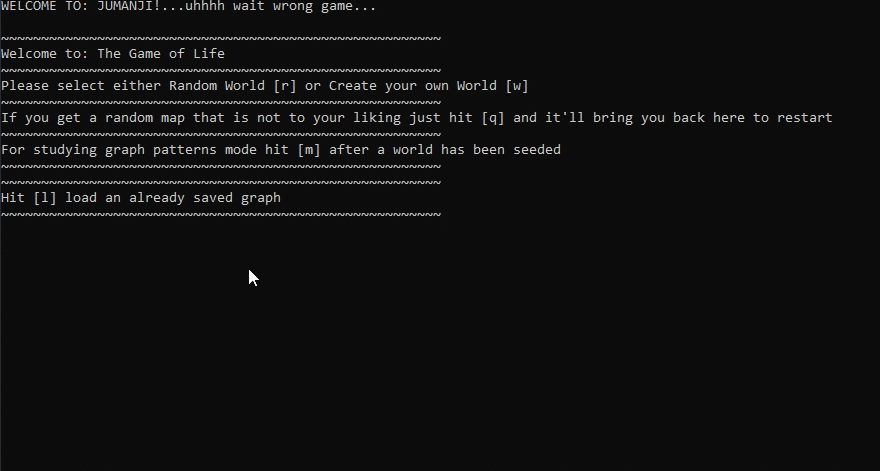 WELCOME TO: JUMANJI!...uhhhh wait wrong game...
~~~~~~~~~~~~~~~~~~~~~~~~~~~~~~~~~~~~~~~~~~~~~~~~~~~~~~~
Welcome to: The Game of Life
~~~~~~~~~~~~~~~~~~~~~~~~~~~~~~~~~~~~~~~~~~~~~~~~~~~~~~~
Please select either Random World [r] or Create your own World [w]
~~~~~~~~~~~~~~~~~~~~~~~~~~~~~~~~~~~~~~~~~~~~~~~~~~~~~~~
If you get a random map that is not to your liking just hit [q] and it'll bring you back here to restart
~~~~~~~~~~~~~~~~~~~~~~~~~~~~~~~~~~~~~~~~~~~~~~~~~~~~~~~
For studying graph patterns mode hit [m] after a world has been seeded
~~~~~~~~~~~~~~~~~~~~~~~~~~~~~~~~~~~~~~~~~~~~~~~~~~~~~~~
~~~~~~~~~~~~~~~~~~~~~~~~~~~~~~~~~~~~~~~~~~~~~~~~~~~~~~~
Hit [l] load an already saved graph
~~~~~~~~~~~~~~~~~~~~~~~~~~~~~~~~~~~~~~~~~~~~~~~~~~~~~~~